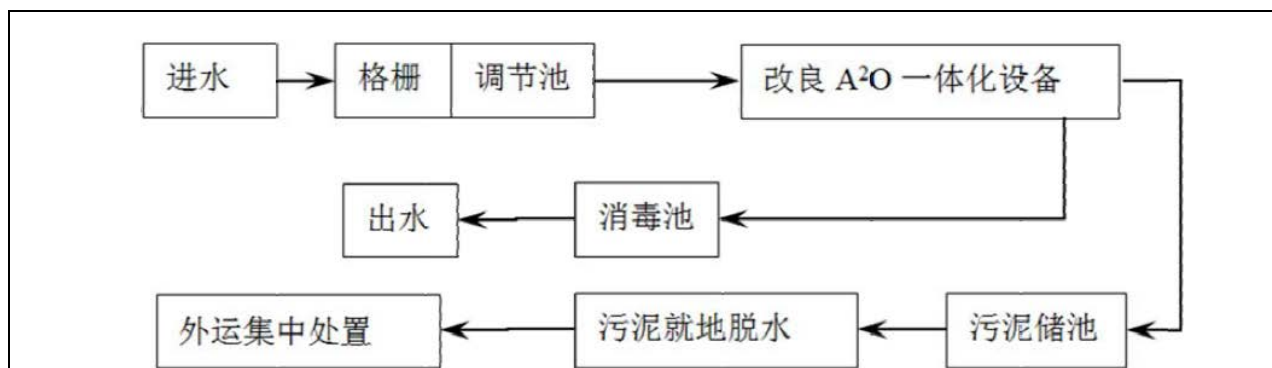 进水
格栅
调节池
改良 A²O 一体化设备
出水
消毒池
外运集中处置
污泥就地脱水
污泥储池